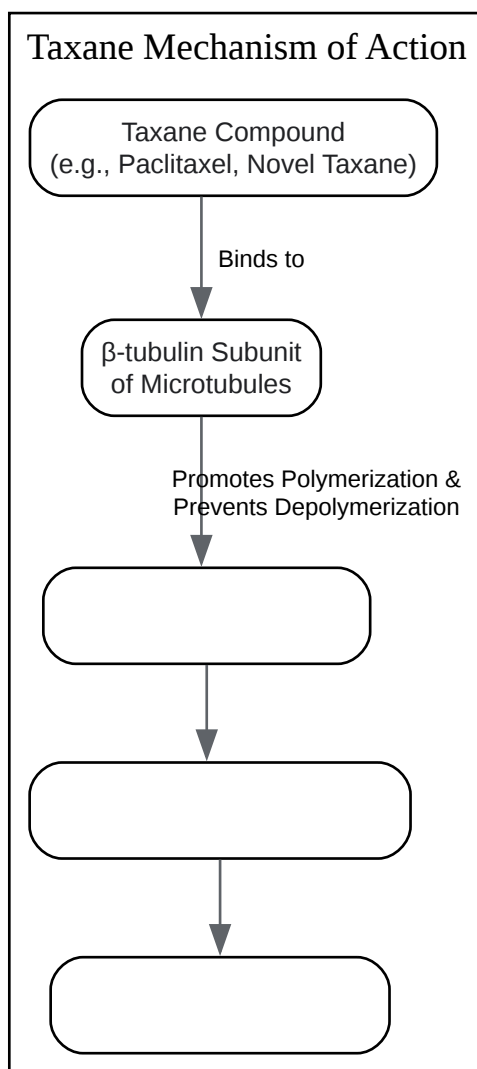 Taxane Mechanism of Action
Taxane Compound
(e.g., Paclitaxel, Novel Taxane)
Binds to
β-tubulin Subunit
of Microtubules
Promotes Polymerization &
Prevents Depolymerization